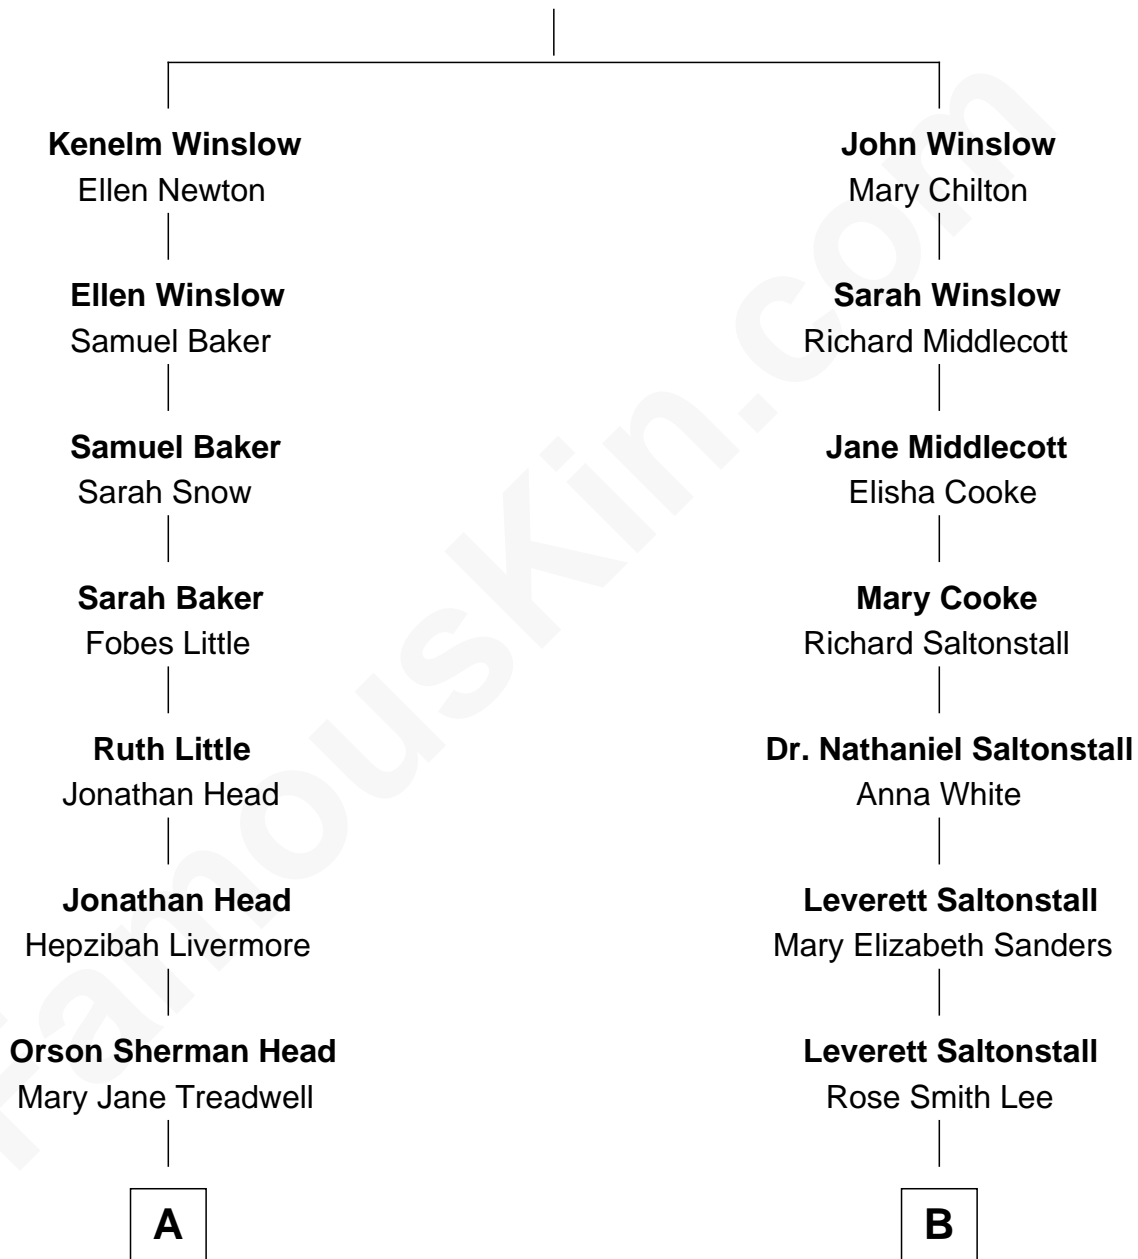 Kenelm Winslow
Ellen Newton
Ellen Winslow
Samuel Baker
Samuel Baker
Sarah Snow
Sarah Baker
Fobes Little
Ruth Little
Jonathan Head
Jonathan Head
Hepzibah Livermore
Orson Sherman Head
Mary Jane Treadwell
A
John Winslow
Mary Chilton
Sarah Winslow
Richard Middlecott
Jane Middlecott
Elisha Cooke
Mary Cooke
Richard Saltonstall
Dr. Nathaniel Saltonstall
Anna White
Leverett Saltonstall
Mary Elizabeth Sanders
Leverett Saltonstall
Rose Smith Lee
B
FamousKin.com